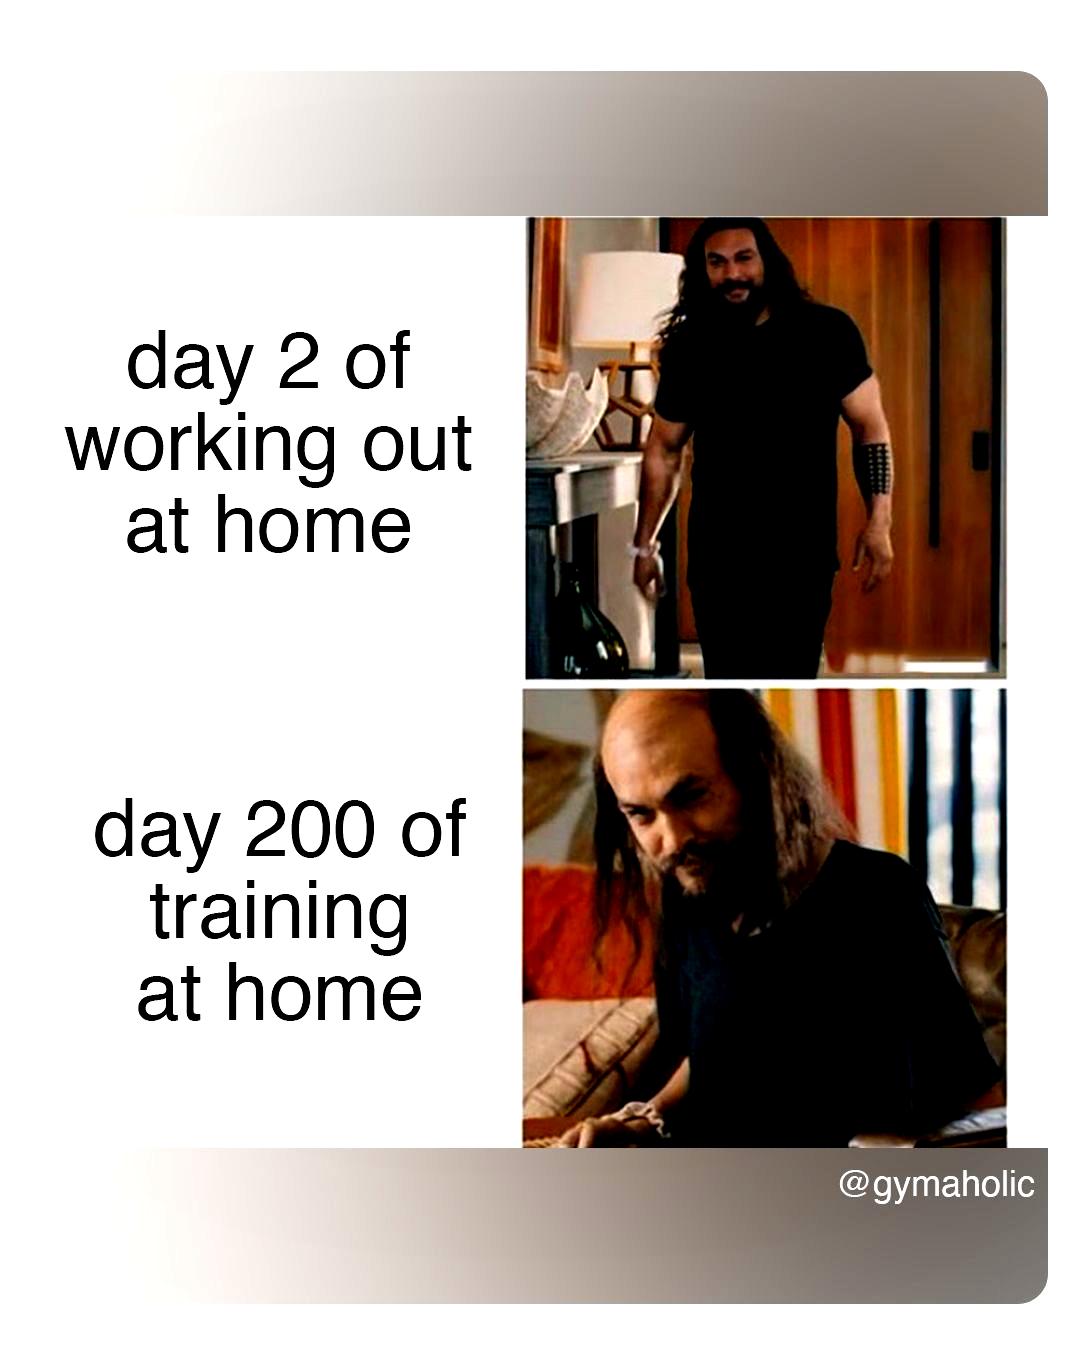 day 2 of
working out
at home
day 200 of
training
at home
@gymaholic